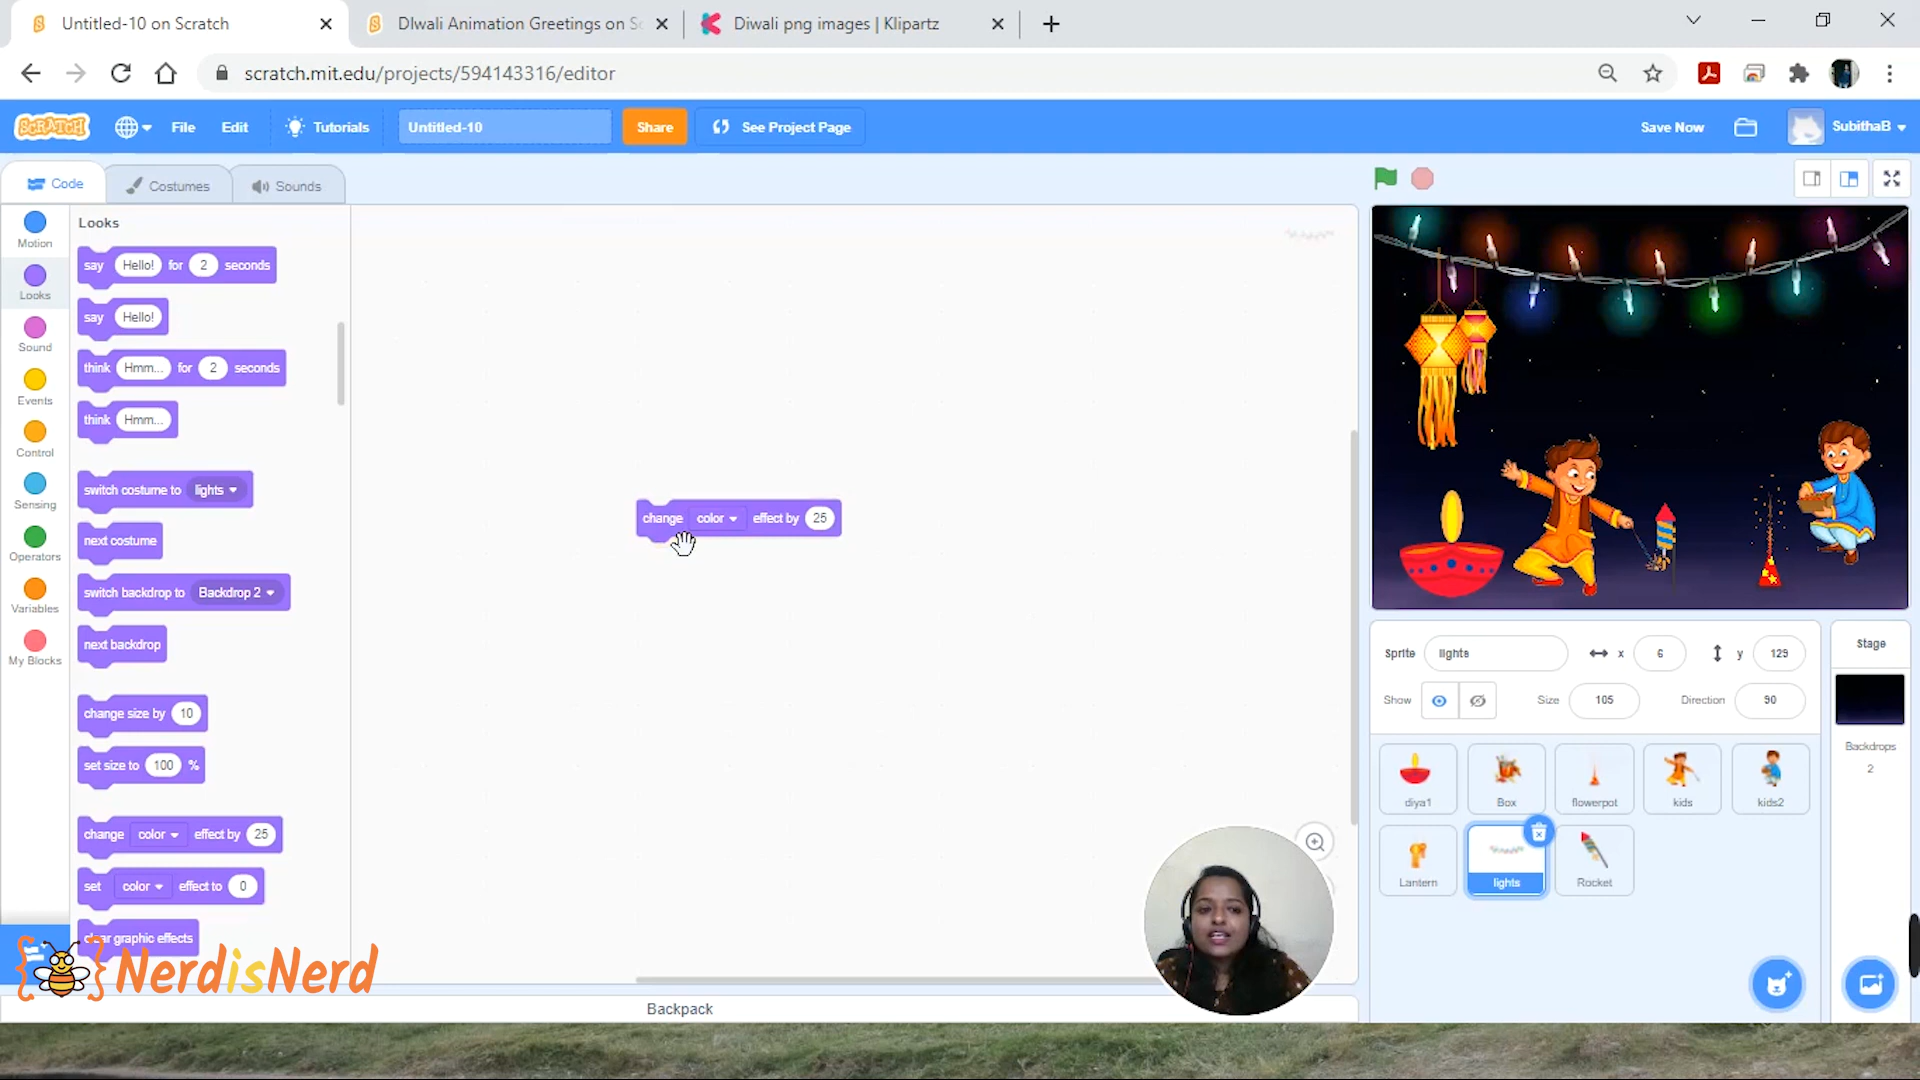 Untitled-10 on Scratch
DIwali Animation Greetings on Sc
Diwali png images | Klipartz
scratch.mit.edu/projects/594143316/editor
SCRATCH
File
Edit
Tutorials
Untitled-10
Share
See Project Page
Save Now
SubithaB
Code
Costumes
Sounds
Motion
Looks
Sound
Events
Control
Sensing
Operators
Variables
My Blocks
Looks
say Hello! for 2 seconds
say Hello!
think Hmm... for 2 seconds
think Hmm...
switch costume to lights
next costume
switch backdrop to Backdrop 2
next backdrop
change size by 10
set size to 100 %
change color effect by 25
set color effect to 0
clear graphic effects
change color effect by 25
Sprite lights x 6 y 129
Show Size 105 Direction 90
diya1
Box
flowerpot
kids
kids2
Lantern
lights
Rocket
Stage
Backdrops
2
NerdisNerd
Backpack